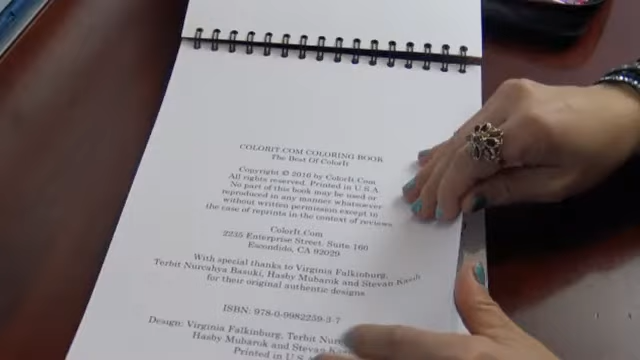 COLORIT.COM COLORING BOOK
The Best Of ColorIt
Copyright © 2016 by ColorIt.Com
All rights reserved. Printed in U.S.A.
No part of this book may be used or
reproduced in any manner whatsoever
without written permission except in
the case of reprints in the context of reviews.
ColorIt.Com
2235 Enterprise Street. Suite 160
Escondido, CA 92029
With special thanks to Virginia Falkinburg,
Terbit Nurcahya Basuki, Hasby Mubarok and Stevan Kasih
for their original authentic designs.
ISBN: 978-0-9982259-3-7
Design: Virginia Falkinburg, Terbit Nur
Hasby Mubarok and Stevan
Printed in U.S.